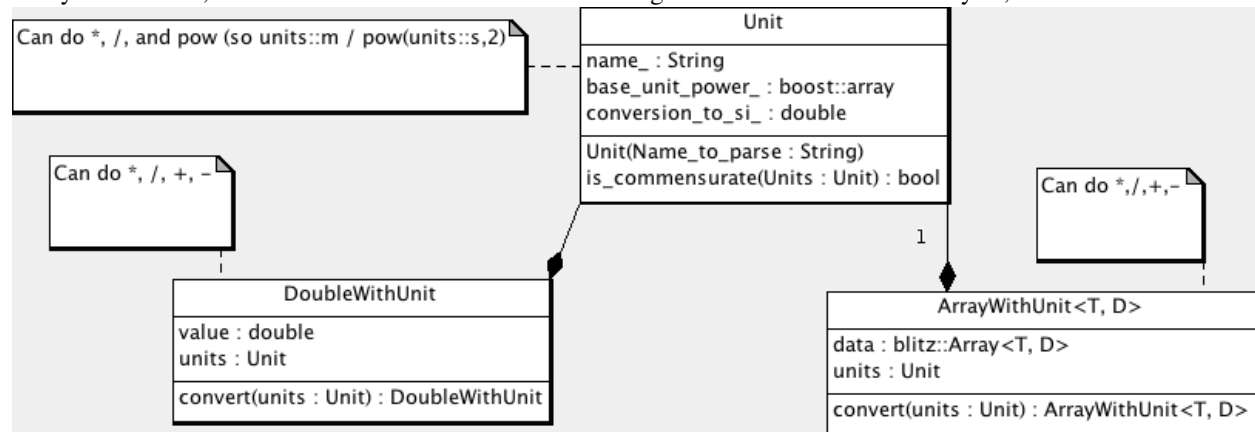 Can do *, /, and pow (so units::m / pow(units::s,2)
Unit
name_ : String
base_unit_power_ : boost::array
conversion_to_si_ : double
Unit(Name_to_parse : String)
is_commensurate(Units : Unit) : bool
Can do *, /, +, -
Can do *,/,+,-
1
DoubleWithUnit
value : double
units : Unit
convert(units : Unit) : DoubleWithUnit
ArrayWithUnit<T, D>
data : blitz::Array<T, D>
units : Unit
convert(units : Unit) : ArrayWithUnit<T, D>